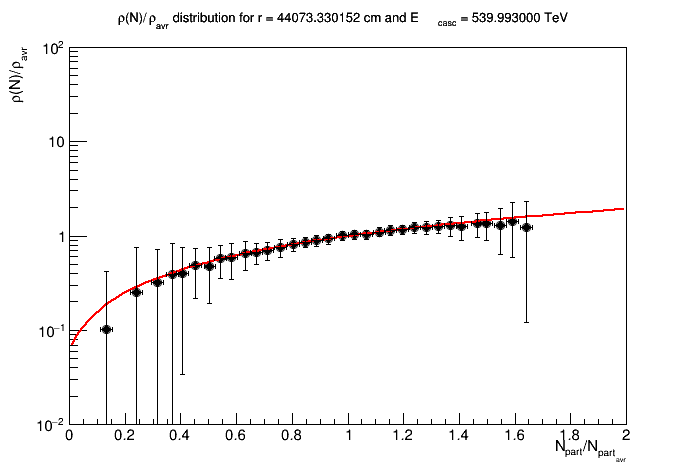 ρ(N)/ρavr distribution for r = 44073.330152 cm and E casc = 539.993000 TeV
ρ(N)/ρavr
10²
10
1
10⁻¹
10⁻²
0 0.2 0.4 0.6 0.8 1 1.2 1.4 1.6 1.8 2
Npart/Npartavr